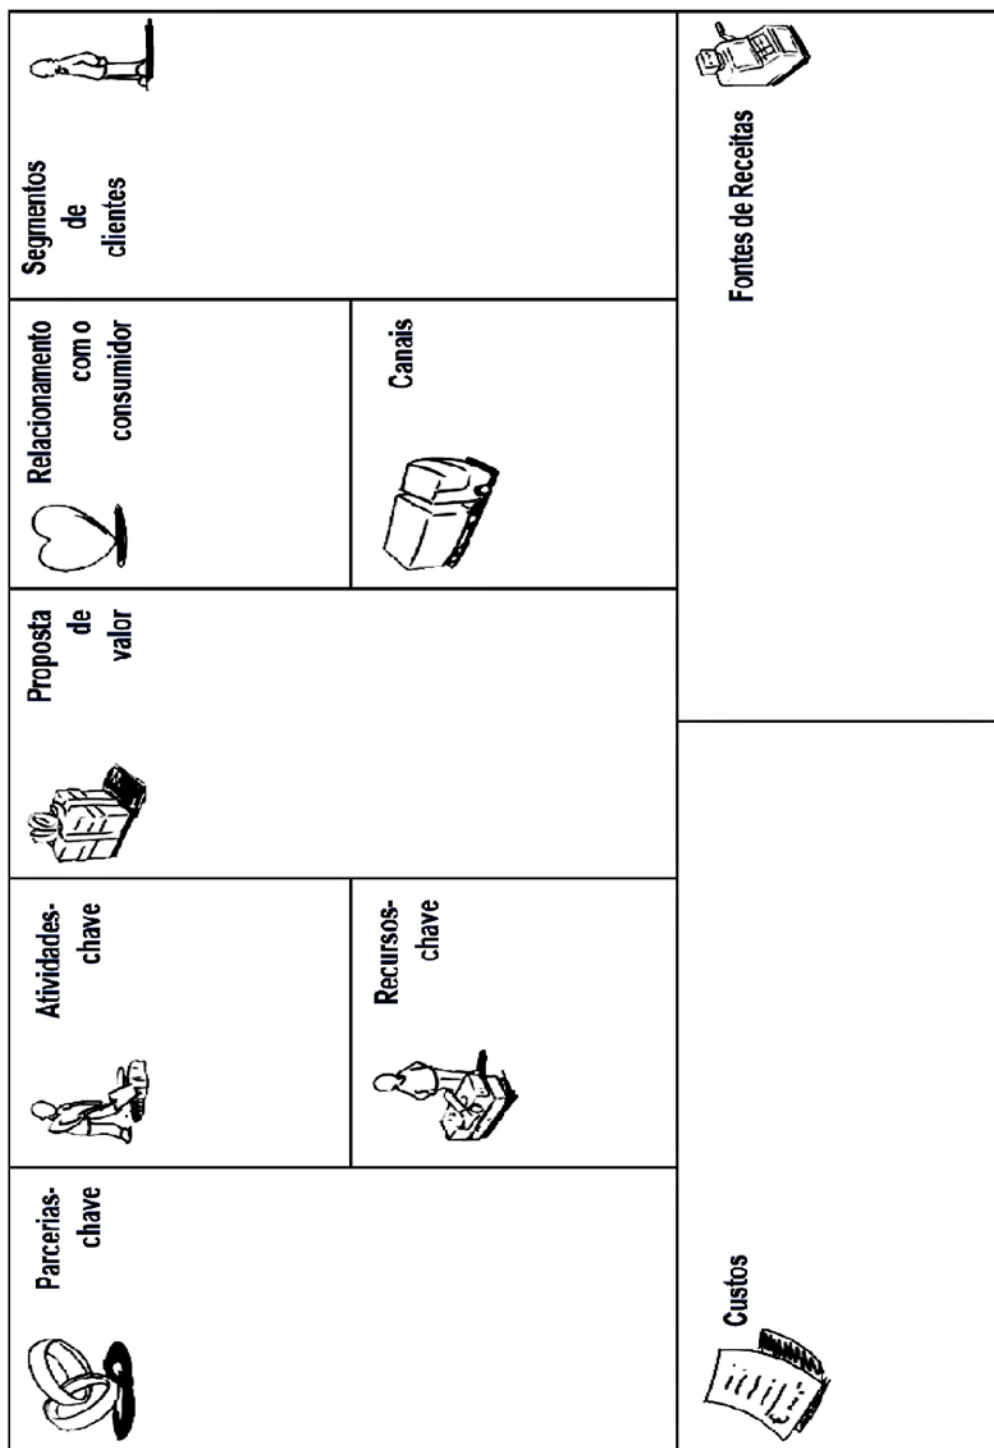 Parcerias-
chave
Atividades-
chave
Recursos-
chave
Proposta
de
valor
Relacionamento
com o
consumidor
Canais
Segmentos
de
clientes
Custos
Fontes de Receitas